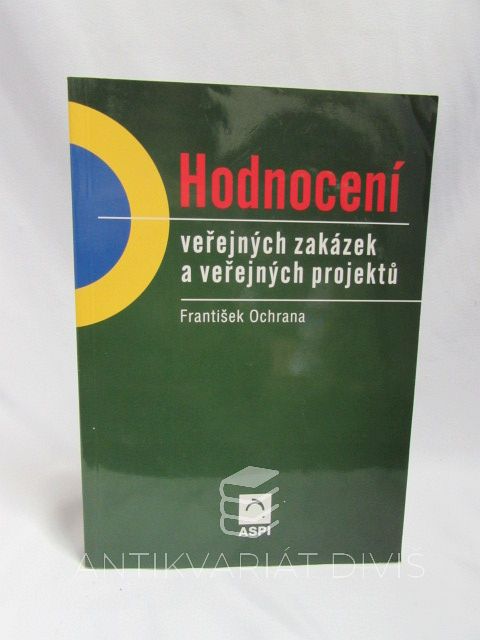 Hodnocení
veřejných zakázek
a veřejných projektů
František Ochrana
ASPI
ANTIKVARIÁT DIVIŠ